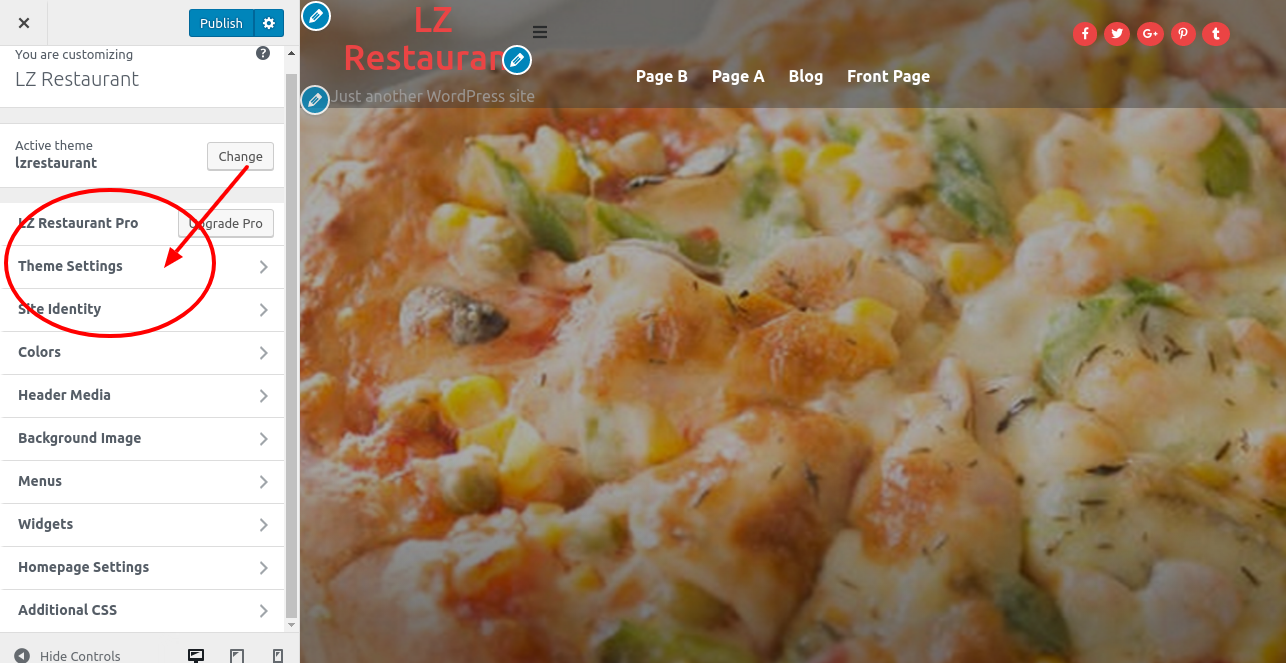 Publish
You are customizing
LZ Restaurant
Active theme
lzrestaurant
Change
LZ Restaurant Pro
Upgrade Pro
Theme Settings
Site Identity
Colors
Header Media
Background Image
Menus
Widgets
Homepage Settings
Additional CSS
Hide Controls
LZ
Restaurant
Just another WordPress site
Page B
Page A
Blog
Front Page